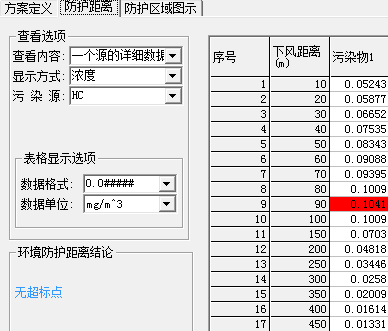 方案定义 防护距离 防护区域图示
查看选项
查看内容: 一个源的详细数据
显示方式: 浓度
污 染 源: HC
表格显示选项
数据格式: 0.0#####
数据单位: mg/m^3
环境防护距离结论
无超标点
序号 下风距离(m) 污染物1
1 10 0.05243
2 20 0.05877
3 30 0.06652
4 40 0.07535
5 50 0.08343
6 60 0.09088
7 70 0.09395
8 80 0.1009
9 90 0.1041
10 100 0.1009
11 150 0.0703
12 200 0.04818
13 250 0.03446
14 300 0.0258
15 350 0.02009
16 400 0.01614
17 450 0.01331